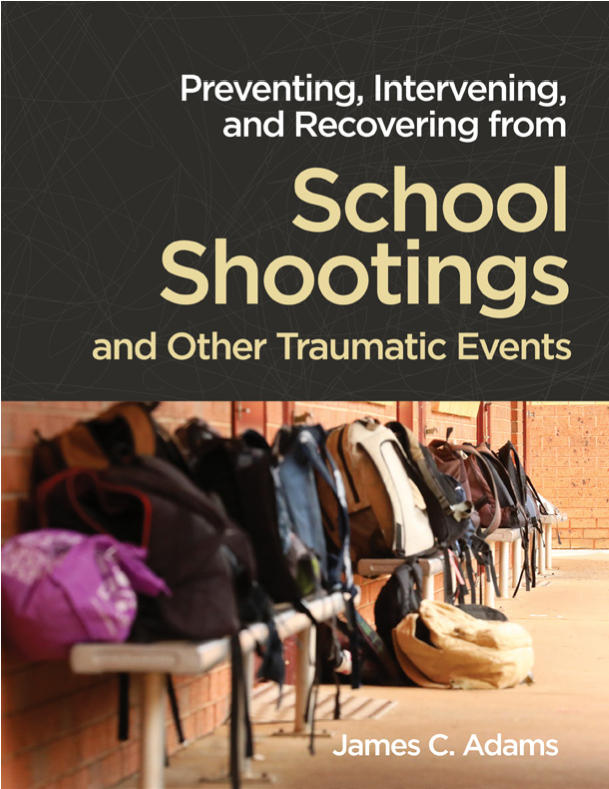 Preventing, Intervening,
and Recovering from
School
Shootings
and Other Traumatic Events
James C. Adams